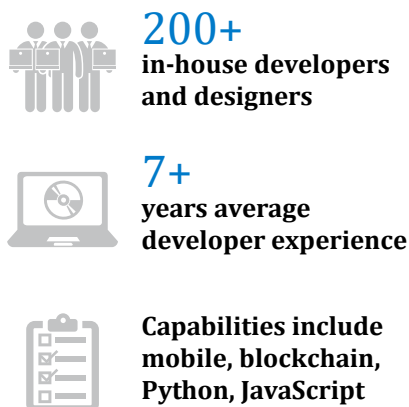 200+
in-house developers
and designers
7+
years average
developer experience
Capabilities include
mobile, blockchain,
Python, JavaScript